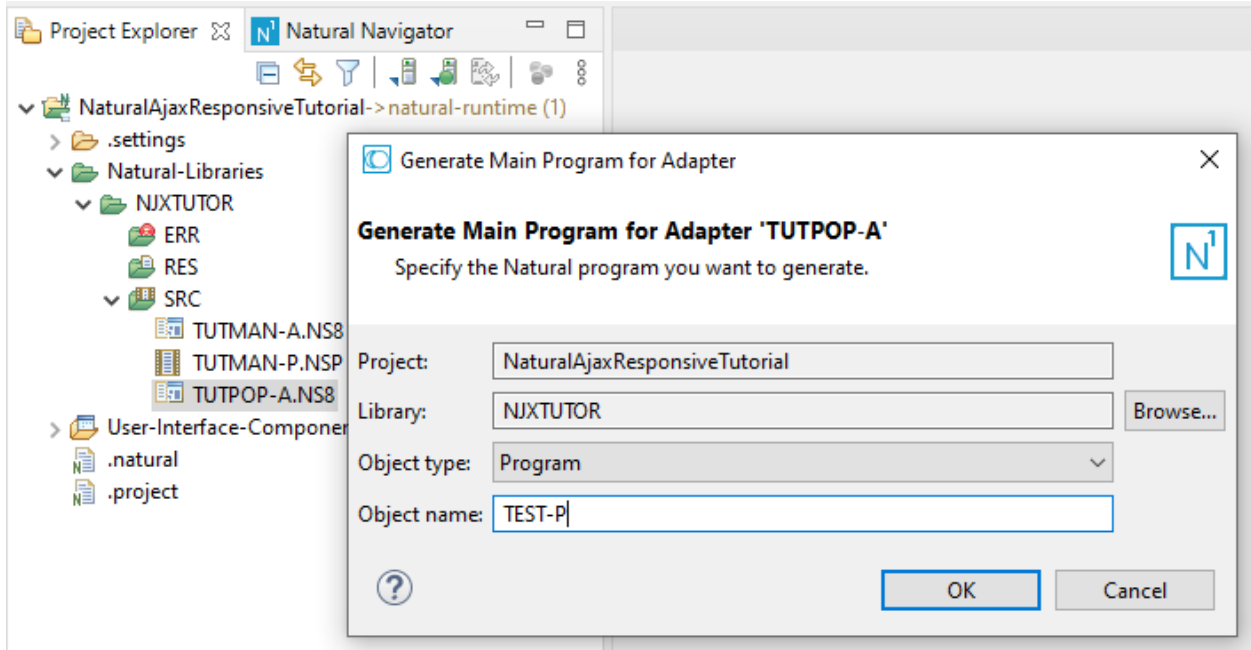 Project Explorer
N1 Natural Navigator
NaturalAjaxResponsiveTutorial->natural-runtime (1)
.settings
Natural-Libraries
NJXTUTOR
ERR
RES
SRC
TUTMAN-A.NS8
TUTMAN-P.NSP
TUTPOP-A.NS8
User-Interface-Componer
.natural
.project
Generate Main Program for Adapter
Generate Main Program for Adapter 'TUTPOP-A'
Specify the Natural program you want to generate.
N1
Project: NaturalAjaxResponsiveTutorial
Library: NJXTUTOR Browse...
Object type: Program
Object name: TEST-P
? OK Cancel